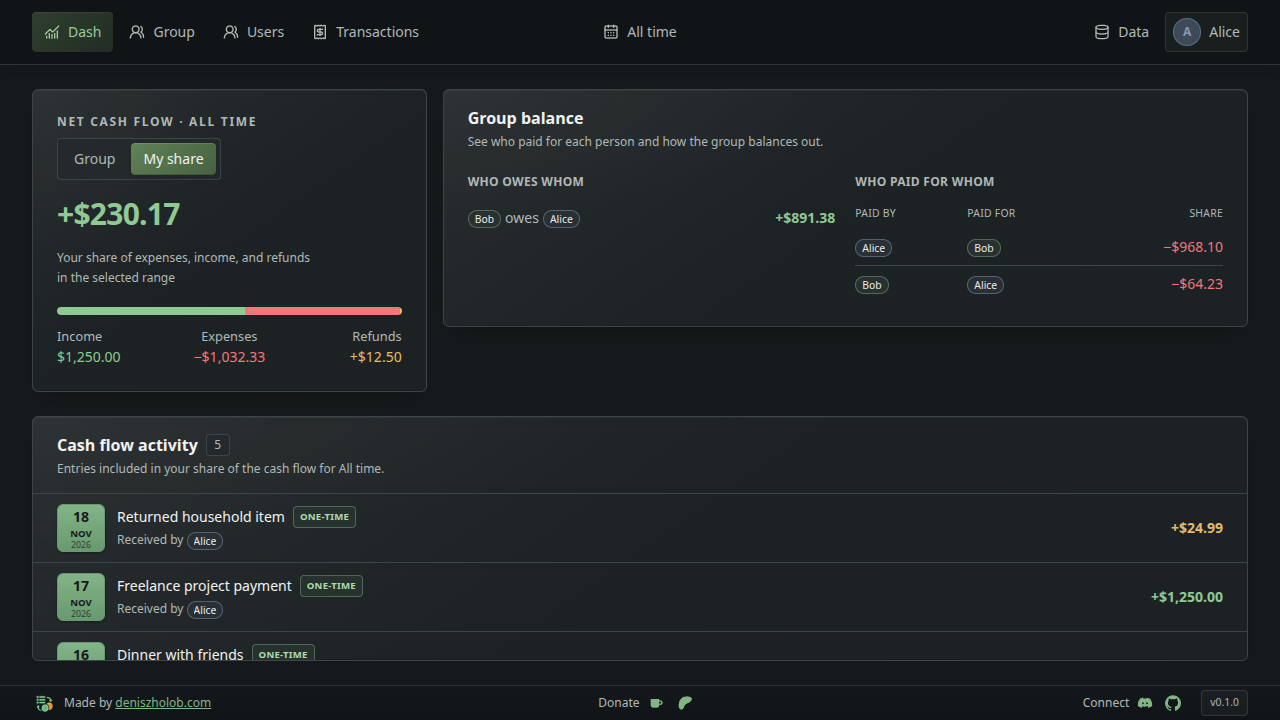 Dash
Group
Users
Transactions
All time
Data
A
Alice
NET CASH FLOW · ALL TIME
Group
My share
+$230.17
Your share of expenses, income, and refunds
in the selected range
Income
Expenses
Refunds
$1,250.00
−$1,032.33
+$12.50
Group balance
See who paid for each person and how the group balances out.
WHO OWES WHOM
Bob owes Alice
+$891.38
WHO PAID FOR WHOM
PAID BY
PAID FOR
SHARE
Alice
Bob
−$968.10
Bob
Alice
−$64.23
Cash flow activity
5
Entries included in your share of the cash flow for All time.
18
NOV
2026
Returned household item
ONE-TIME
Received by Alice
+$24.99
17
NOV
2026
Freelance project payment
ONE-TIME
Received by Alice
+$1,250.00
16
Dinner with friends
ONE-TIME
Made by deniszholob.com
Donate
Connect
v0.1.0